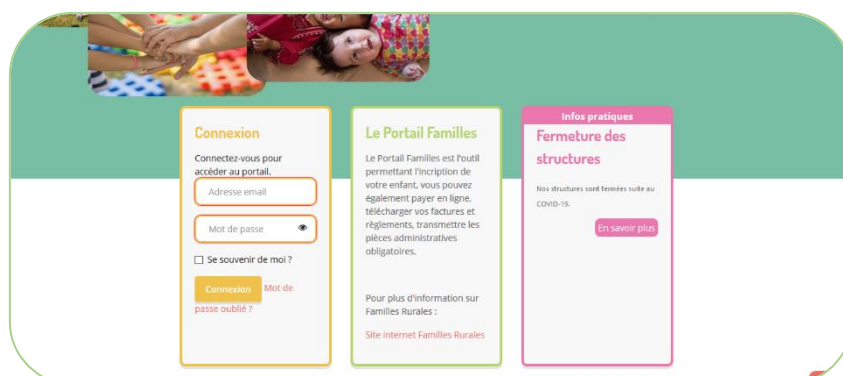 Connexion
Connectez-vous pour
accéder au portail.
Adresse email
Mot de passe
Se souvenir de moi ?
Connexion Mot de
passe oublié ?
Le Portail Familles
Le Portail Familles est l'outil
permettant l'incription de
votre enfant, vous pouvez
également payer en ligne,
télécharger vos factures et
règlements, transmettre les
pièces administratives
obligatoires.
Pour plus d'information sur
Familles Rurales :
Site internet Familles Rurales
Infos pratiques
Fermeture des
structures
Nos structures sont fermées suite au
COVID-19.
En savoir plus